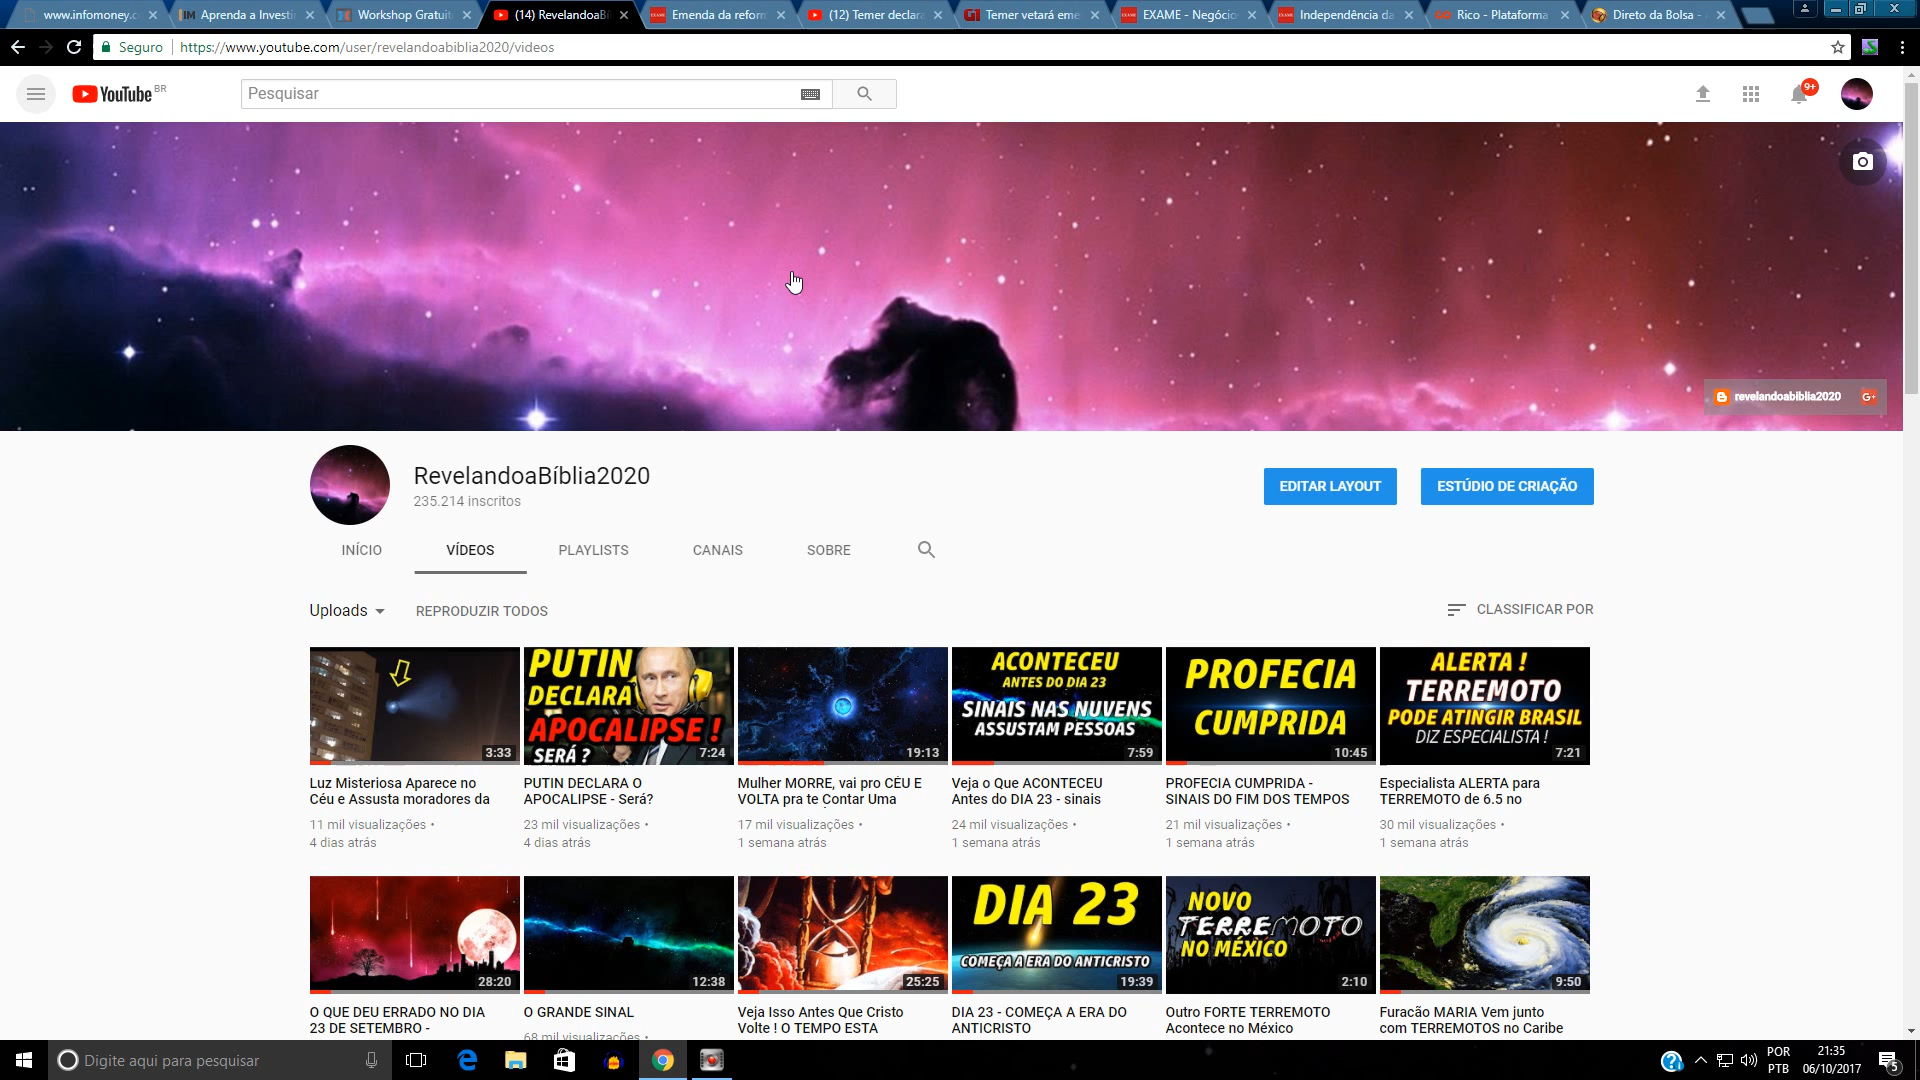 www.infomoney.c
Aprenda a Investi
Workshop Gratuit
(14) RevelandoaBí
Emenda da reform
(12) Temer declara
Temer vetará eme
EXAME - Negócio
Independência da
Rico - Plataforma
Direto da Bolsa -
Seguro
https://www.youtube.com/user/revelandoabiblia2020/videos
YouTube BR
Pesquisar
9+
revelandoabiblia2020
G+
RevelandoaBíblia2020
235.214 inscritos
EDITAR LAYOUT
ESTÚDIO DE CRIAÇÃO
INÍCIO
VÍDEOS
PLAYLISTS
CANAIS
SOBRE
Uploads
REPRODUZIR TODOS
CLASSIFICAR POR
3:33
PUTIN
DECLARA
APOCALIPSE !
SERÁ ?
7:24
19:13
ACONTECEU
ANTES DO DIA 23
SINAIS NAS NUVENS
ASSUSTAM PESSOAS
7:59
PROFECIA
CUMPRIDA
10:45
ALERTA !
TERREMOTO
PODE ATINGIR BRASIL
DIZ ESPECIALISTA !
7:21
Luz Misteriosa Aparece no
Céu e Assusta moradores da
11 mil visualizações •
4 dias atrás
PUTIN DECLARA O
APOCALIPSE - Será?
23 mil visualizações •
4 dias atrás
Mulher MORRE, vai pro CÉU E
VOLTA pra te Contar Uma
17 mil visualizações •
1 semana atrás
Veja o Que ACONTECEU
Antes do DIA 23 - sinais
24 mil visualizações •
1 semana atrás
PROFECIA CUMPRIDA -
SINAIS DO FIM DOS TEMPOS
21 mil visualizações •
1 semana atrás
Especialista ALERTA para
TERREMOTO de 6.5 no
30 mil visualizações •
1 semana atrás
28:20
12:38
25:25
DIA 23
COMEÇA A ERA DO ANTICRISTO
19:39
NOVO
TERREMOTO
NO MÉXICO
2:10
9:50
O QUE DEU ERRADO NO DIA
23 DE SETEMBRO -
O GRANDE SINAL
68 mil visualizações •
Veja Isso Antes Que Cristo
Volte ! O TEMPO ESTA
DIA 23 - COMEÇA A ERA DO
ANTICRISTO
Outro FORTE TERREMOTO
Acontece no México
Furacão MARIA Vem junto
com TERREMOTOS no Caribe
Digite aqui para pesquisar
POR
PTB
21:35
06/10/2017
5